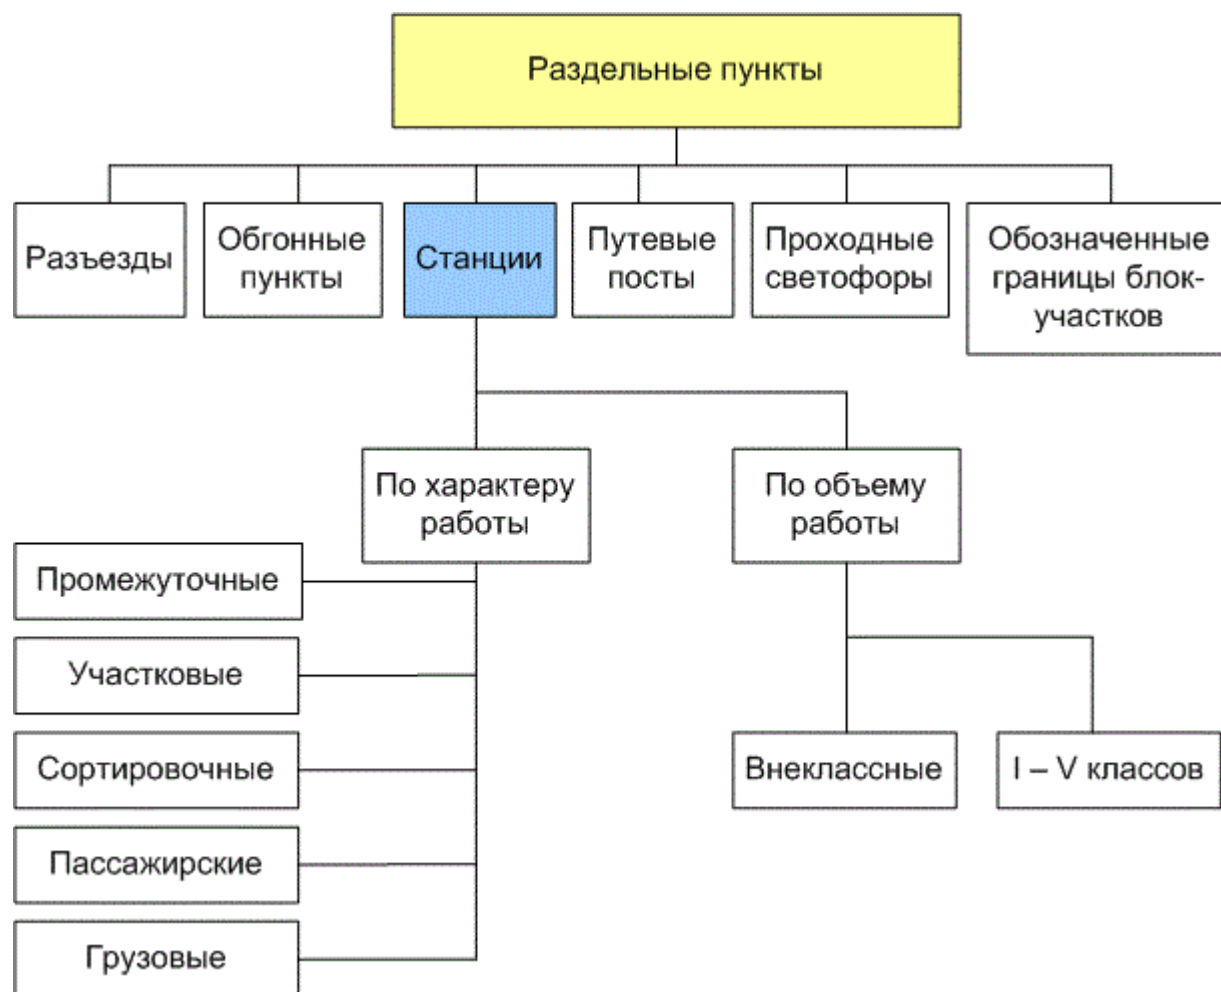 Раздельные пункты
Разъезды
Обгонные
пункты
Станции
Путевые
посты
Проходные
светофоры
Обозначенные
границы блок-
участков
По характеру
работы
По объему
работы
Промежуточные
Участковые
Сортировочные
Пассажирские
Грузовые
Внеклассные
I – V классов